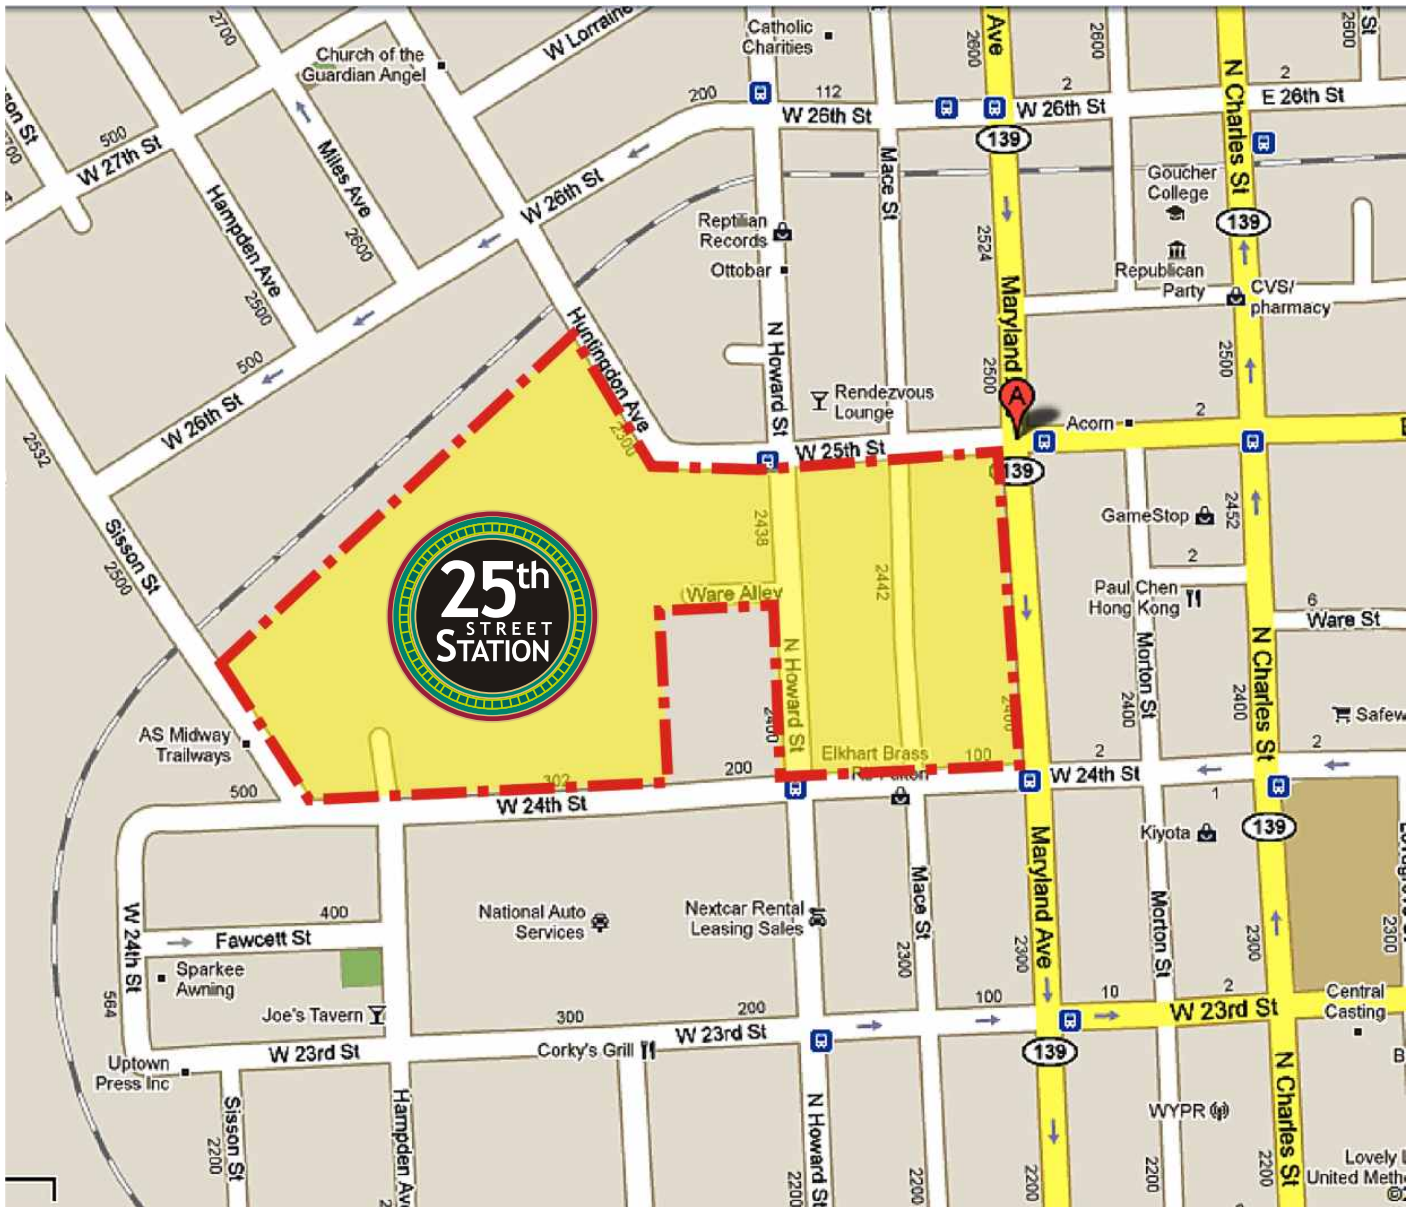 2700
W Lorraine
Church of the
Guardian Angel
Catholic
Charities
2600
Ave
2600
2600
2
E 26th St
2
W 26th St
112
W 26th St
200
139
N Charles St
500
W 27th St
Miles Ave
2600
Hampden Ave
2500
W 26th St
Mace St
Goucher
College
139
Reptilian
Records
Ottobar
2524
Republican
Party
CVS/
pharmacy
Maryland
2500
2500
Huntingdon Ave
2300
N Howard St
Rendezvous
Lounge
A
Acorn
2
500
W 26th St
2532
W 25th St
139
Sisson St
2500
2438
2442
GameStop
2452
2
Paul Chen
Hong Kong
6
Ware St
Ware Alley
25th
STREET
STATION
N Howard St
2400
Morton St
2400
N Charles St
2400
Safew
AS Midway
Trailways
Elkhart Brass
100
2400
2
W 24th St
2
500
302
200
W 24th St
1
Kiyota
139
Maryland Ave
2300
W 24th St
564
400
Fawcett St
National Auto
Services
Nextcar Rental
Leasing Sales
Mace St
2300
Morton St
2300
2300
Sparkee
Awning
Joe's Tavern
300
200
100
10
2
W 23rd St
Central
Casting
W 23rd St
Corky's Grill
W 23rd St
139
Uptown
Press Inc
Sisson St
2200
Hampden Av
N Howard St
2200
2200
2200
WYPR
2200
N Charles St
2200
Lovely L
United Meth